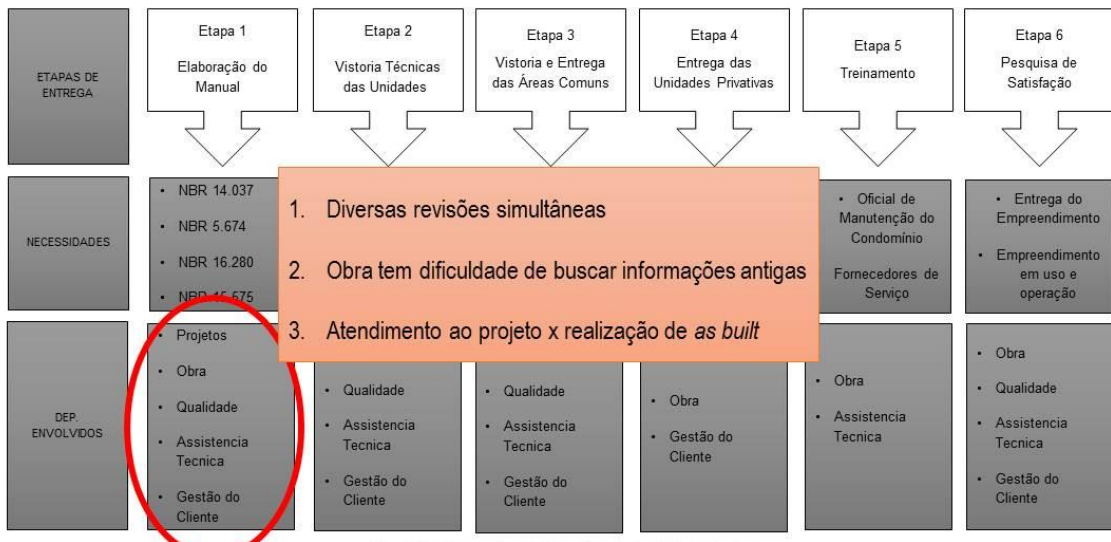 ETAPAS DE
ENTREGA
Etapa 1
Elaboração do
Manual
Etapa 2
Vistoria Técnicas
das Unidades
Etapa 3
Vistoria e Entrega
das Áreas Comuns
Etapa 4
Entrega das
Unidades Privativas
Etapa 5
Treinamento
Etapa 6
Pesquisa de
Satisfação
NECESSIDADES
• NBR 14.037
• NBR 5.674
• NBR 16.280
• NBR 15.575
1. Diversas revisões simultâneas
2. Obra tem dificuldade de buscar informações antigas
3. Atendimento ao projeto x realização de as built
• Oficial de
Manutenção do
Condomínio
Fornecedores de
Serviço
• Entrega do
Empreendimento
• Empreendimento
em uso e
operação
DEP.
ENVOLVIDOS
• Projetos
• Obra
• Qualidade
• Assistencia
Tecnica
• Gestão do
Cliente
• Qualidade
• Assistencia
Tecnica
• Gestão do
Cliente
• Qualidade
• Assistencia
Tecnica
• Gestão do
Cliente
• Obra
• Gestão do
Cliente
• Obra
• Assistencia
Tecnica
• Obra
• Qualidade
• Assistencia
Tecnica
• Gestão do
Cliente